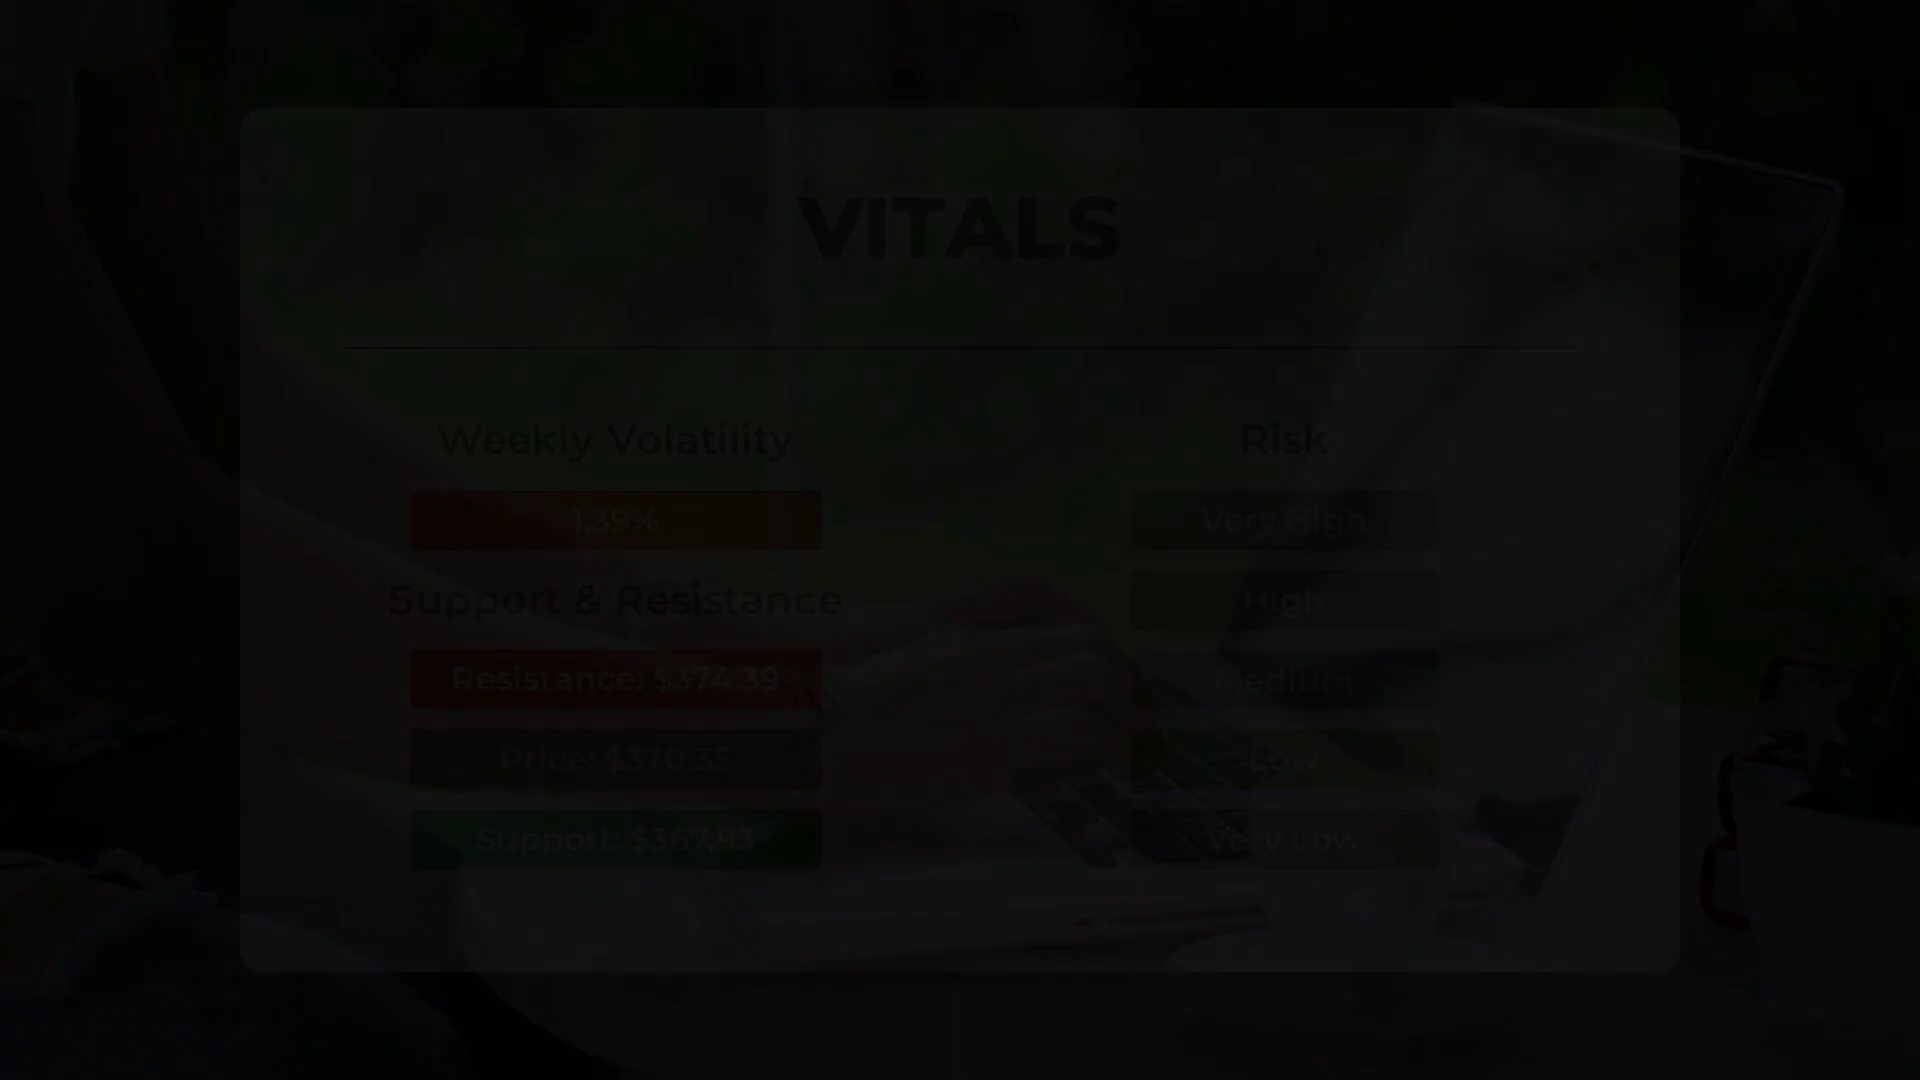 VITALS
Weekly Volatility
1.39%
Support & Resistance
Resistance: $374.39
Price: $370.35
Support: $367.93
Risk
Very High
High
Medium
Low
Very Low